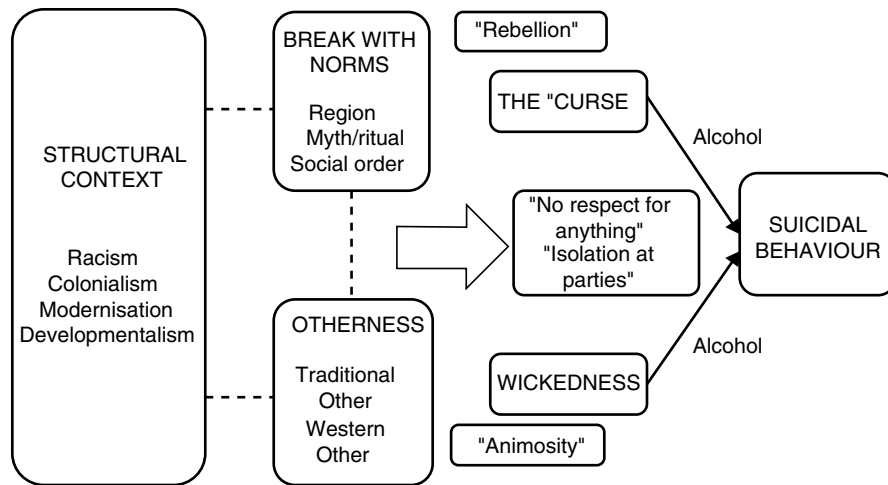 STRUCTURAL
CONTEXT
Racism
Colonialism
Modernisation
Developmentalism
BREAK WITH
NORMS
Region
Myth/ritual
Social order
OTHERNESS
Traditional
Other
Western
Other
"Rebellion"
THE "CURSE
"No respect for
anything"
"Isolation at
parties"
WICKEDNESS
"Animosity"
Alcohol
Alcohol
SUICIDAL
BEHAVIOUR